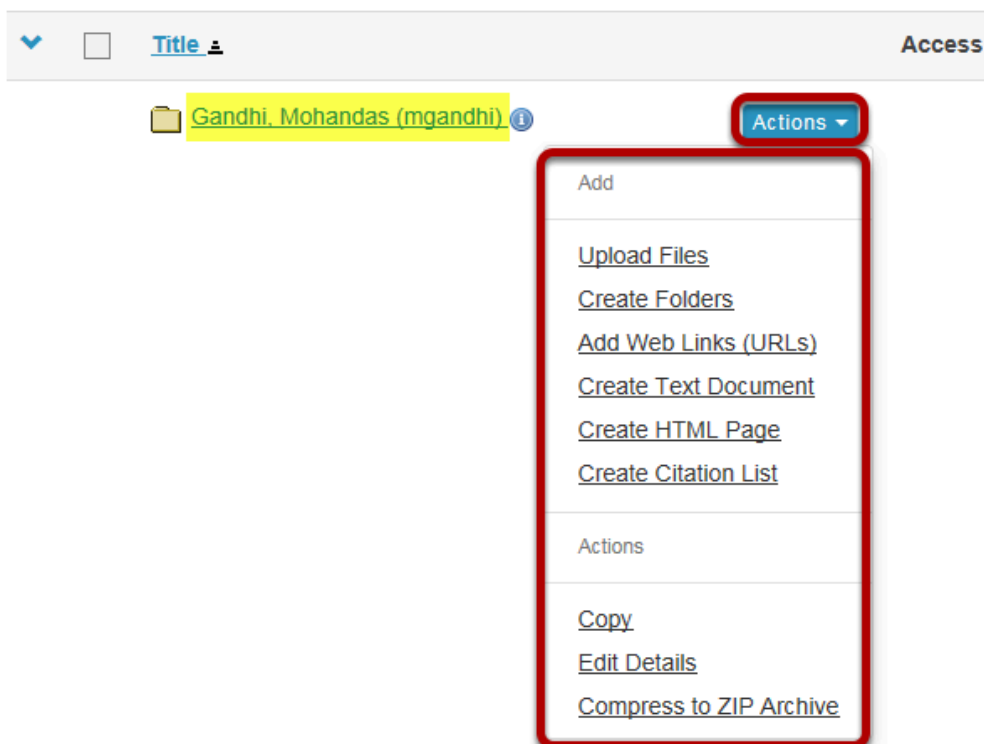 Title Access
Gandhi, Mohandas (mgandhi) Actions
Add
Upload Files
Create Folders
Add Web Links (URLs)
Create Text Document
Create HTML Page
Create Citation List
Actions
Copy
Edit Details
Compress to ZIP Archive